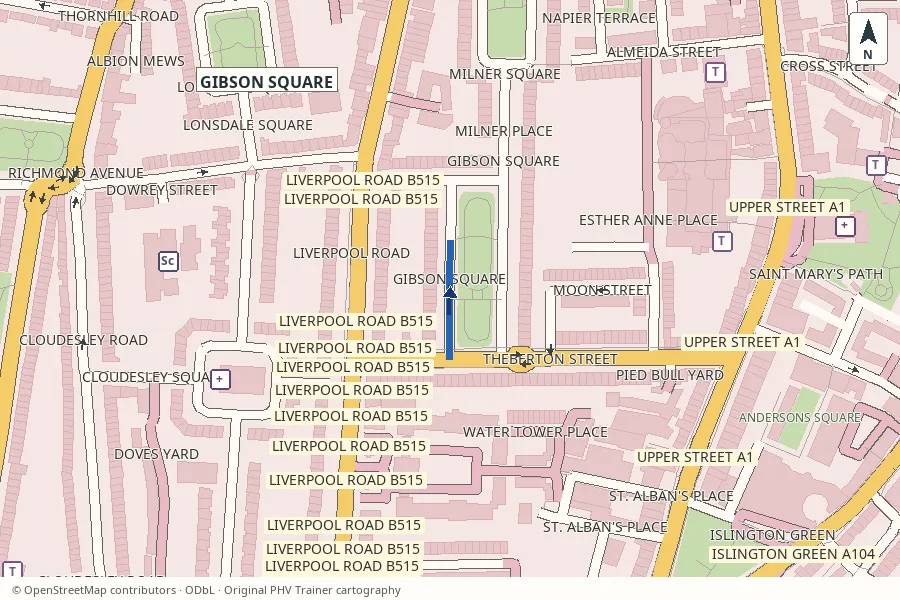 THORNHILL ROAD
NAPIER TERRACE
ALMEIDA STREET
N
ALBION MEWS
CROSS STREET
MILNER SQUARE
T
LO
GIBSON SQUARE
LONSDALE SQUARE
MILNER PLACE
GIBSON SQUARE
T
RICHMOND AVENUE
LIVERPOOL ROAD B515
DOWREY STREET
LIVERPOOL ROAD B515
UPPER STREET A1
ESTHER ANNE PLACE
+
T
LIVERPOOL ROAD
Sc
SAINT MARY'S PATH
GIBSON SQUARE
MOON STREET
LIVERPOOL ROAD B515
CLOUDESLEY ROAD
UPPER STREET A1
LIVERPOOL ROAD B515
THEBERTON STREET
LIVERPOOL ROAD B515
CLOUDESLEY SQUA
+
PIED BULL YARD
LIVERPOOL ROAD B515
LIVERPOOL ROAD B515
ANDERSONS SQUARE
WATER TOWER PLACE
LIVERPOOL ROAD B515
DOVES YARD
UPPER STREET A1
LIVERPOOL ROAD B515
ST. ALBAN'S PLACE
LIVERPOOL ROAD B515
ST. ALBAN'S PLACE
ISLINGTON GREEN
LIVERPOOL ROAD B515
ISLINGTON GREEN A104
LIVERPOOL ROAD B515
T
© OpenStreetMap contributors · ODbL · Original PHV Trainer cartography